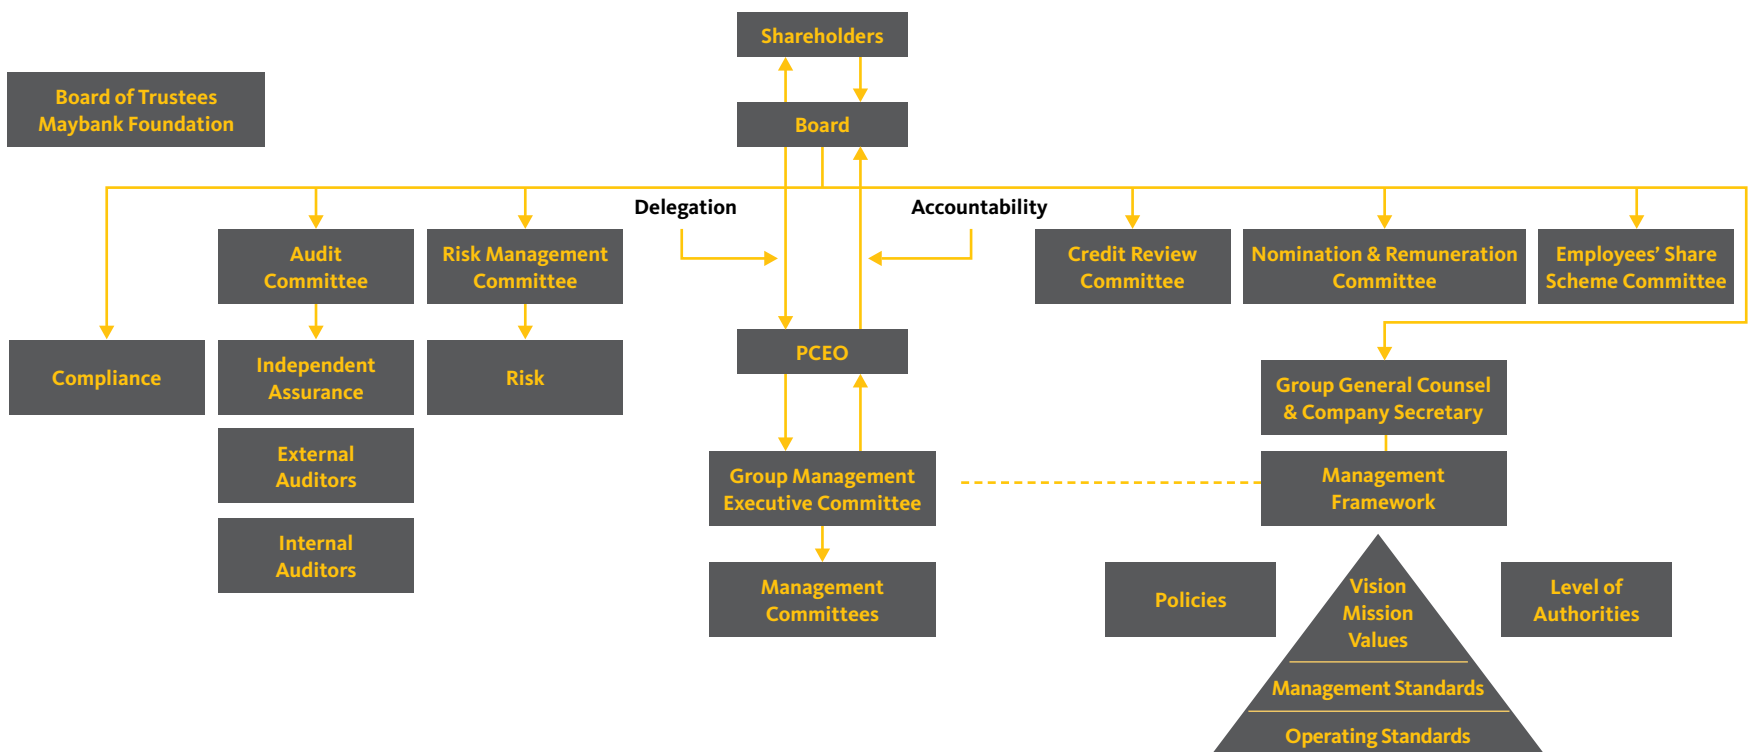 Shareholders
Board of Trustees
Maybank Foundation
Board
Delegation
Accountability
Audit
Committee
Risk Management
Committee
Credit Review
Committee
Nomination & Remuneration
Committee
Employees’ Share
Scheme Committee
Compliance
Independent
Assurance
Risk
PCEO
Group General Counsel
& Company Secretary
External
Auditors
Group Management
Executive Committee
Management
Framework
Internal
Auditors
Management
Committees
Policies
Vision
Mission
Values
Level of
Authorities
Management Standards
Operating Standards